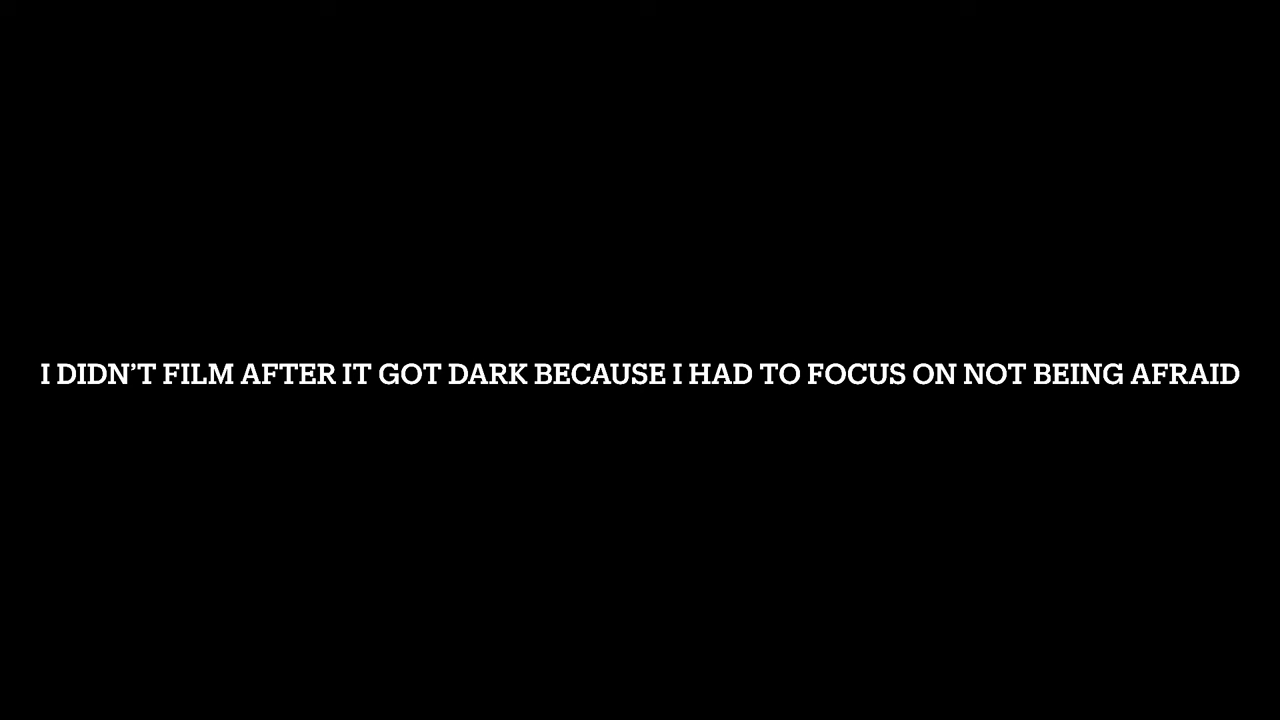 I DIDN’T FILM AFTER IT GOT DARK BECAUSE I HAD TO FOCUS ON NOT BEING AFRAID